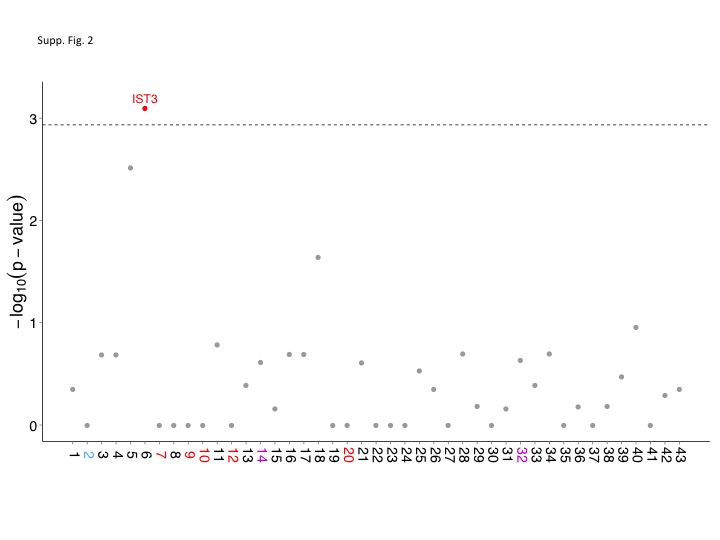 Supp. Fig. 2
IST3
3
2
1
0
−log10(p − value)
1 2 3 4 5 6 7 8 9 10 11 12 13 14 15 16 17 18 19 20 21 22 23 24 25 26 27 28 29 30 31 32 33 34 35 36 37 38 39 40 41 42 43